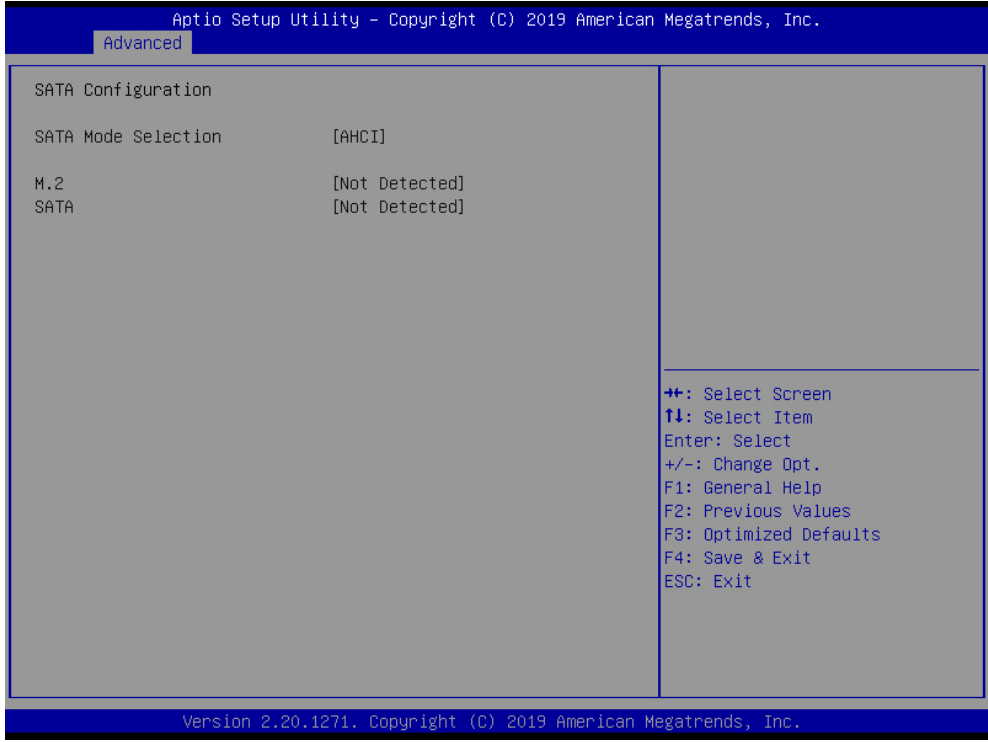 Aptio Setup Utility – Copyright (C) 2019 American Megatrends, Inc.
Advanced
SATA Configuration
SATA Mode Selection [AHCI]
M.2 [Not Detected]
SATA [Not Detected]
→←: Select Screen
↑↓: Select Item
Enter: Select
+/-: Change Opt.
F1: General Help
F2: Previous Values
F3: Optimized Defaults
F4: Save & Exit
ESC: Exit
Version 2.20.1271. Copyright (C) 2019 American Megatrends, Inc.